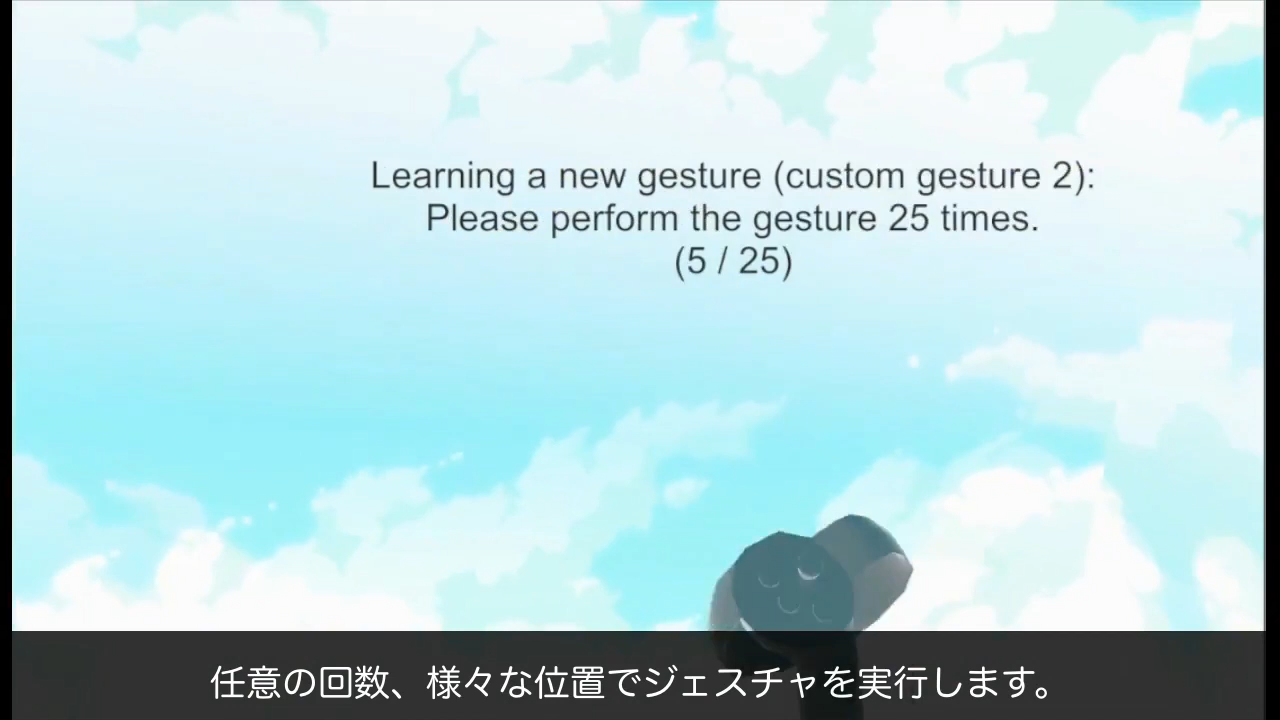 Learning a new gesture (custom gesture 2):
Please perform the gesture 25 times.
(5 / 25)
任意の回数、様々な位置でジェスチャを実行します。